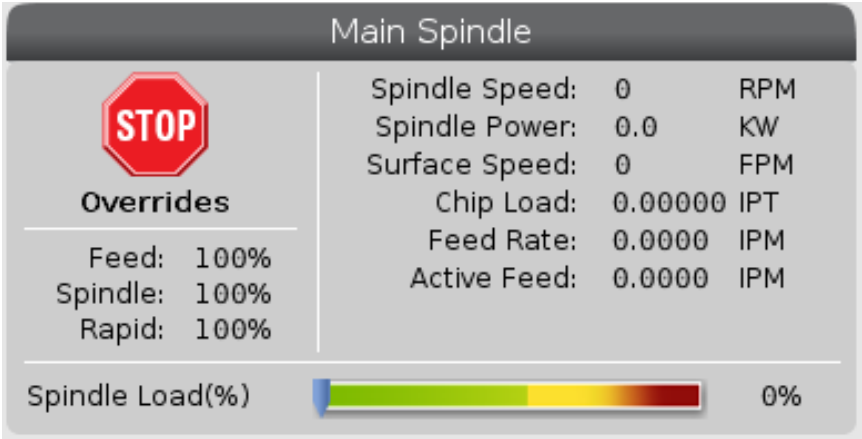 Main Spindle
STOP
Overrides
Feed: 100%
Spindle: 100%
Rapid: 100%
Spindle Speed: 0 RPM
Spindle Power: 0.0 KW
Surface Speed: 0 FPM
Chip Load: 0.00000 IPT
Feed Rate: 0.0000 IPM
Active Feed: 0.0000 IPM
Spindle Load(%) 0%